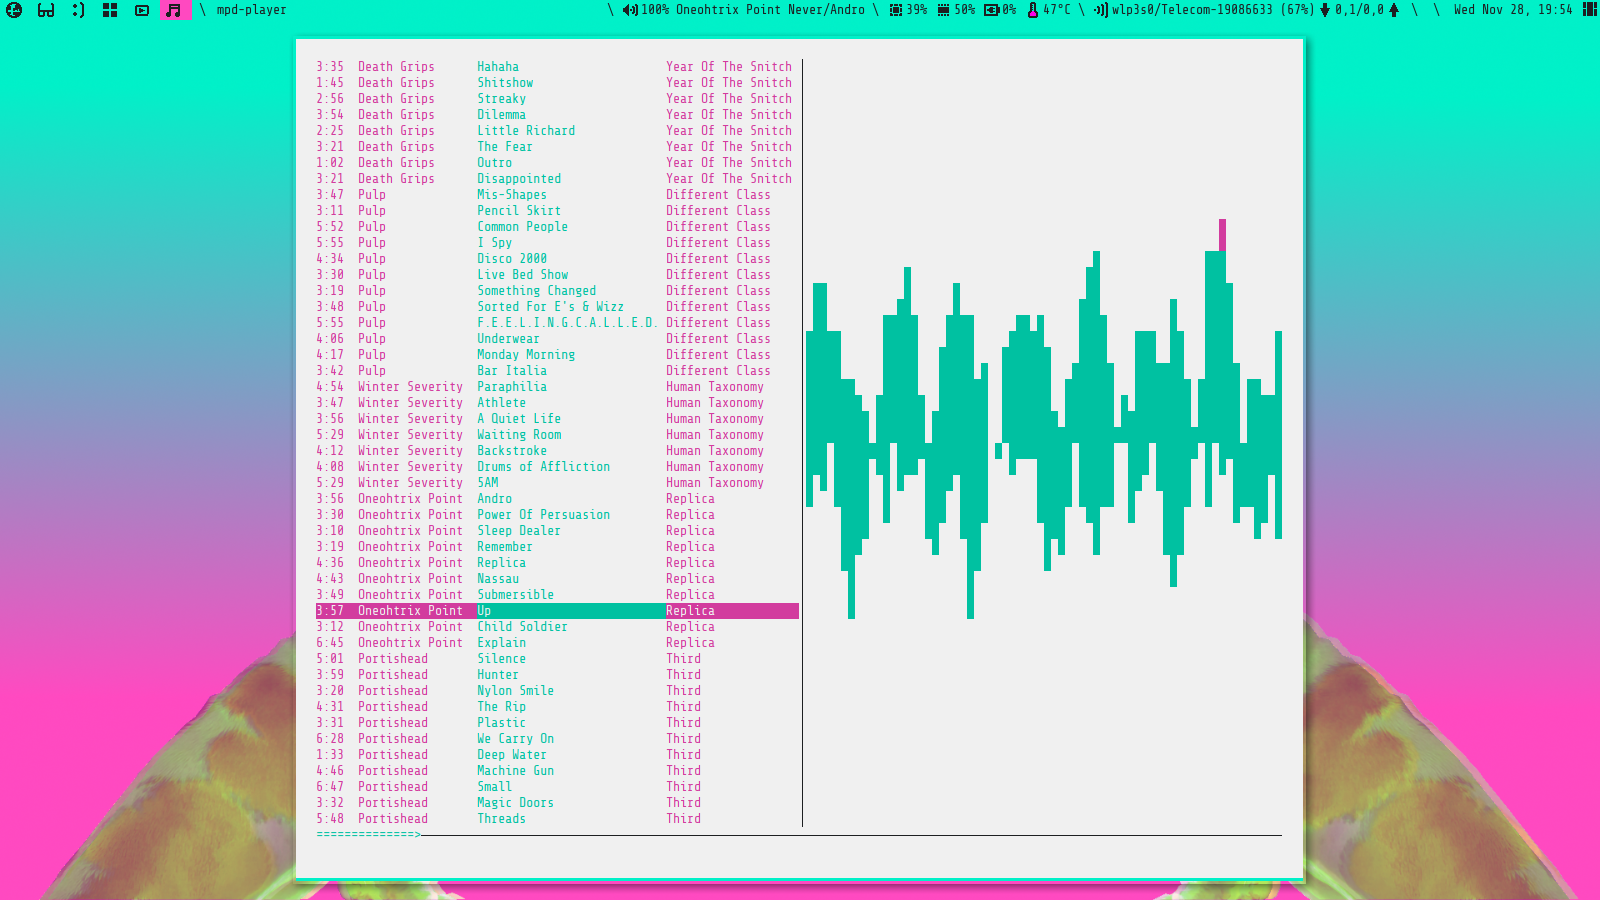 \ mpd-player \ 100% Oneohtrix Point Never/Andro \ 39% 50% 0% 47°C \ wlp3s0/Telecom-19086633 (67%) 0,1/0,0 \ \ Wed Nov 28, 19:54
3:35 Death Grips Hahaha Year Of The Snitch
1:45 Death Grips Shitshow Year Of The Snitch
2:56 Death Grips Streaky Year Of The Snitch
3:54 Death Grips Dilemma Year Of The Snitch
2:25 Death Grips Little Richard Year Of The Snitch
3:21 Death Grips The Fear Year Of The Snitch
1:02 Death Grips Outro Year Of The Snitch
3:21 Death Grips Disappointed Year Of The Snitch
3:47 Pulp Mis-Shapes Different Class
3:11 Pulp Pencil Skirt Different Class
5:52 Pulp Common People Different Class
5:55 Pulp I Spy Different Class
4:34 Pulp Disco 2000 Different Class
3:30 Pulp Live Bed Show Different Class
3:19 Pulp Something Changed Different Class
3:48 Pulp Sorted For E's & Wizz Different Class
5:55 Pulp F.E.E.L.I.N.G.C.A.L.L.E.D. Different Class
4:06 Pulp Underwear Different Class
4:17 Pulp Monday Morning Different Class
3:42 Pulp Bar Italia Different Class
4:54 Winter Severity Paraphilia Human Taxonomy
3:47 Winter Severity Athlete Human Taxonomy
3:56 Winter Severity A Quiet Life Human Taxonomy
5:29 Winter Severity Waiting Room Human Taxonomy
4:12 Winter Severity Backstroke Human Taxonomy
4:08 Winter Severity Drums of Affliction Human Taxonomy
5:29 Winter Severity 5AM Human Taxonomy
3:56 Oneohtrix Point Andro Replica
3:30 Oneohtrix Point Power Of Persuasion Replica
3:10 Oneohtrix Point Sleep Dealer Replica
3:19 Oneohtrix Point Remember Replica
4:36 Oneohtrix Point Replica Replica
4:43 Oneohtrix Point Nassau Replica
3:49 Oneohtrix Point Submersible Replica
3:57 Oneohtrix Point Up Replica
3:12 Oneohtrix Point Child Soldier Replica
6:45 Oneohtrix Point Explain Replica
5:01 Portishead Silence Third
3:59 Portishead Hunter Third
3:20 Portishead Nylon Smile Third
4:31 Portishead The Rip Third
3:31 Portishead Plastic Third
6:28 Portishead We Carry On Third
1:33 Portishead Deep Water Third
4:46 Portishead Machine Gun Third
6:47 Portishead Small Third
3:32 Portishead Magic Doors Third
5:48 Portishead Threads Third
==============>